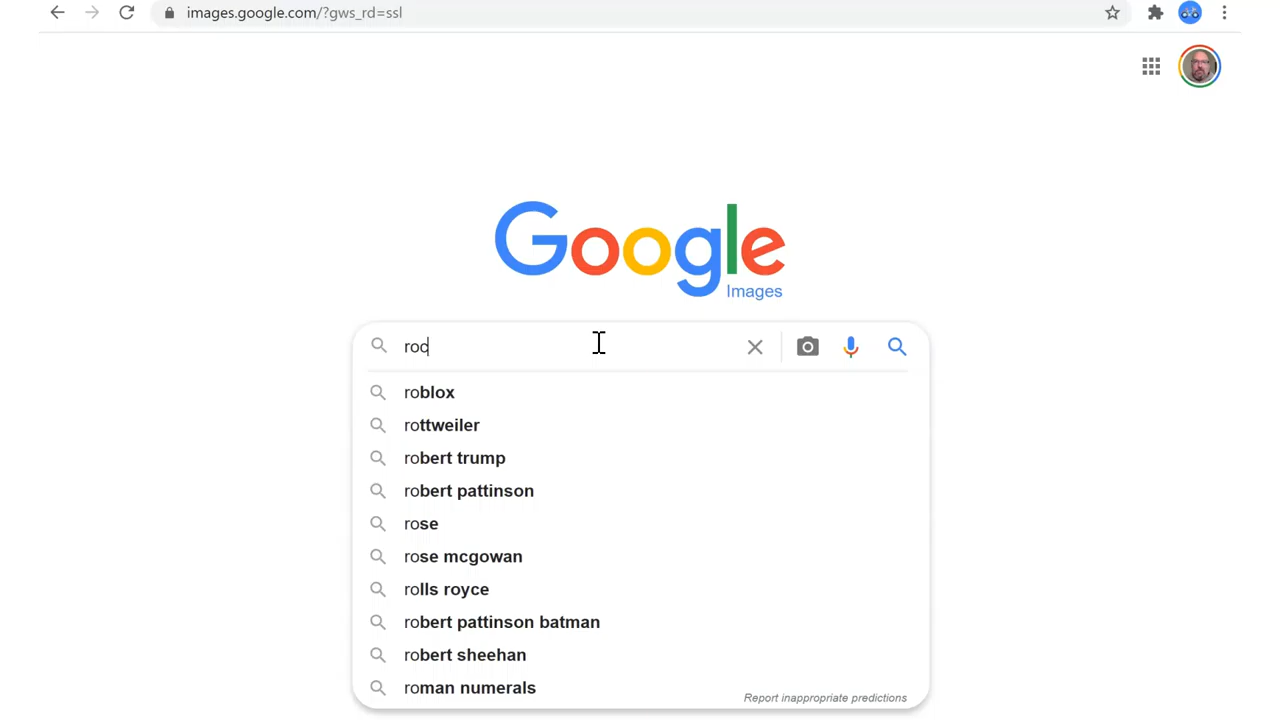 images.google.com/?gws_rd=ssl
Google
Images
roc
roblox
rottweiler
robert trump
robert pattinson
rose
rose mcgowan
rolls royce
robert pattinson batman
robert sheehan
roman numerals
Report inappropriate predictions